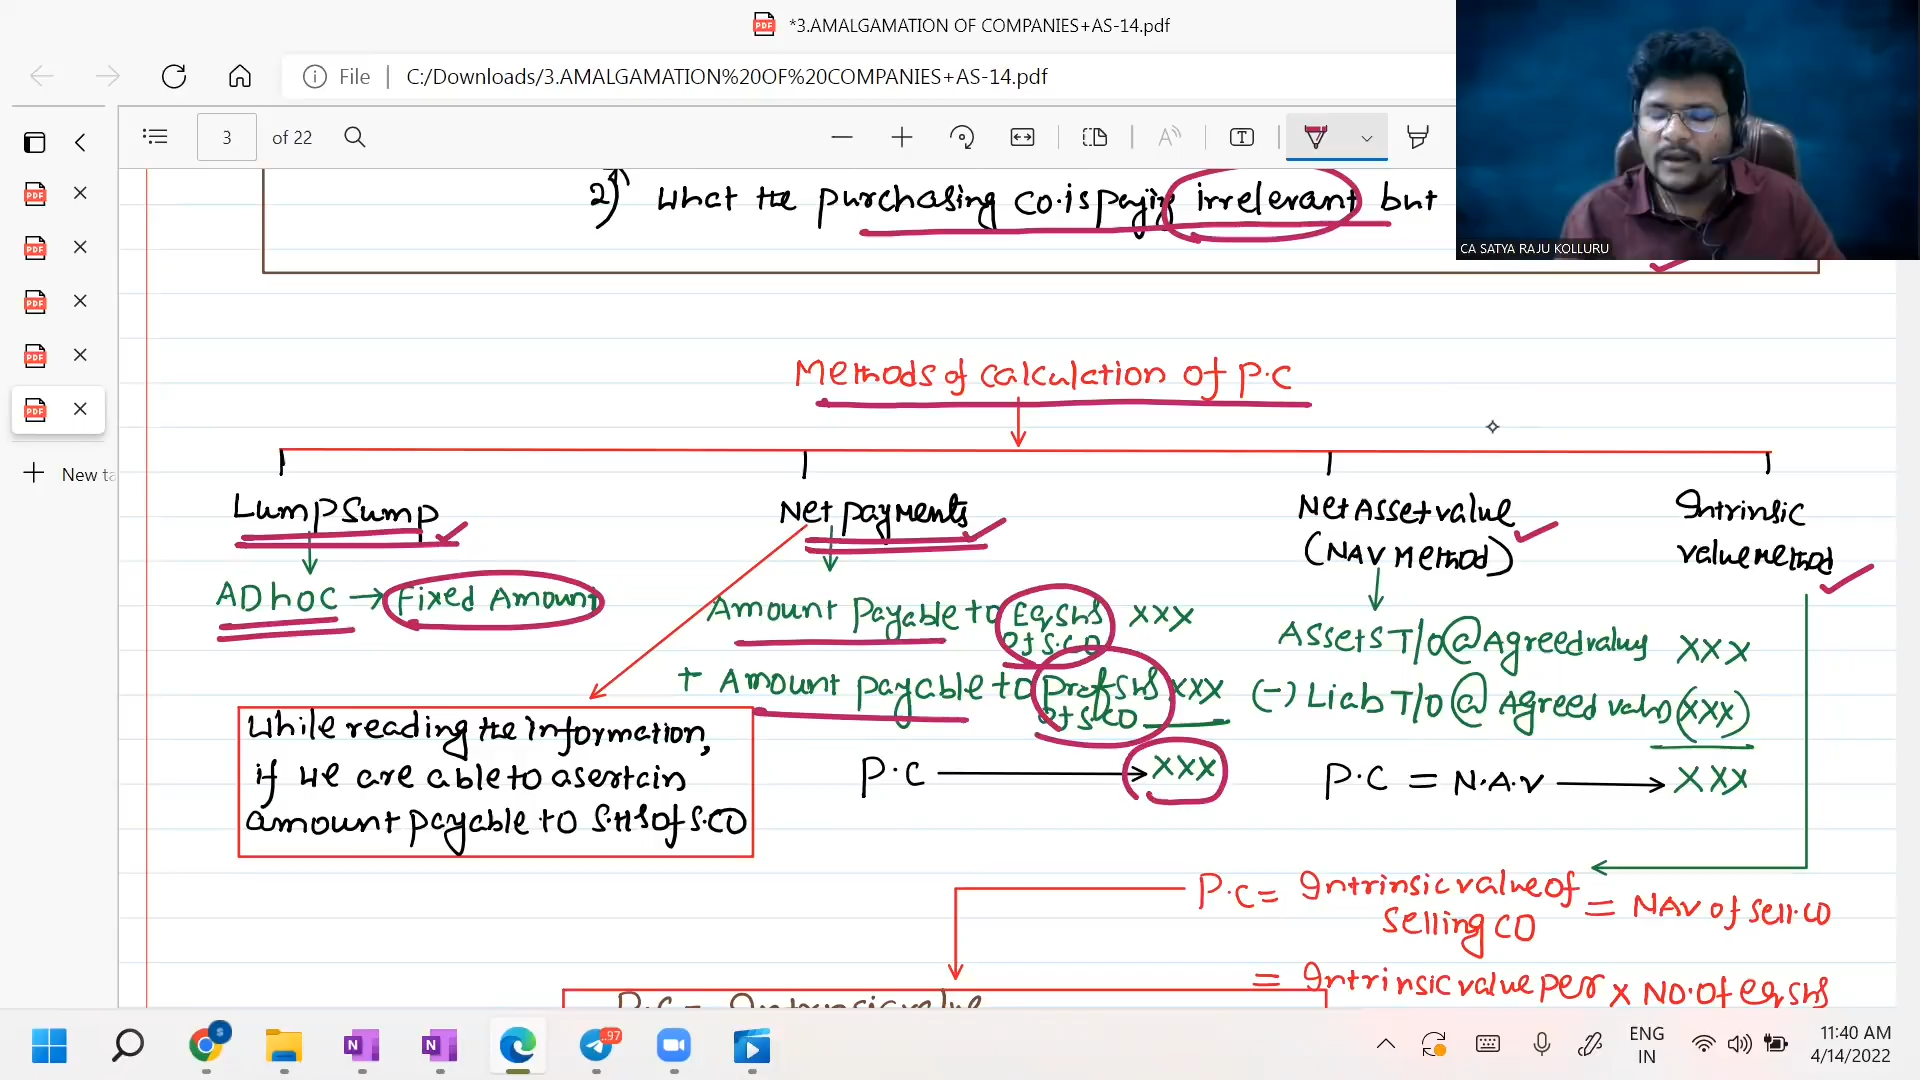 *3.AMALGAMATION OF COMPANIES+AS-14.pdf
File
C:/Downloads/3.AMALGAMATION%20OF%20COMPANIES+AS-14.pdf
3 of 22
New ta
CA SATYA RAJU KOLLURU
2) What the purchasing co. is paying irrelevant but
Methods of calculation of P.C
Lumpsump
Net payments
Net Asset value
(NAV Method)
Intrinsic
value method
ADhoc → Fixed Amount
Amount Payable to Eq.SHs
of S.CO XXX
+ Amount payable to Pref SHs
of S.CO XXX
P.C → XXX
Assets T/O @ Agreed values XXX
(-) Liab T/O @ Agreed values (XXX)
P.C = N.A.V → XXX
While reading the information,
if we are able to asertcin
amount payable to S.HS of S.CO
P.C = Intrinsic value of
Selling CO = NAV of Sell.CO
= Intrinsic value per x NO. of eq shs
P.C = Intrinsic value
..97
ENG
IN
11:40 AM
4/14/2022